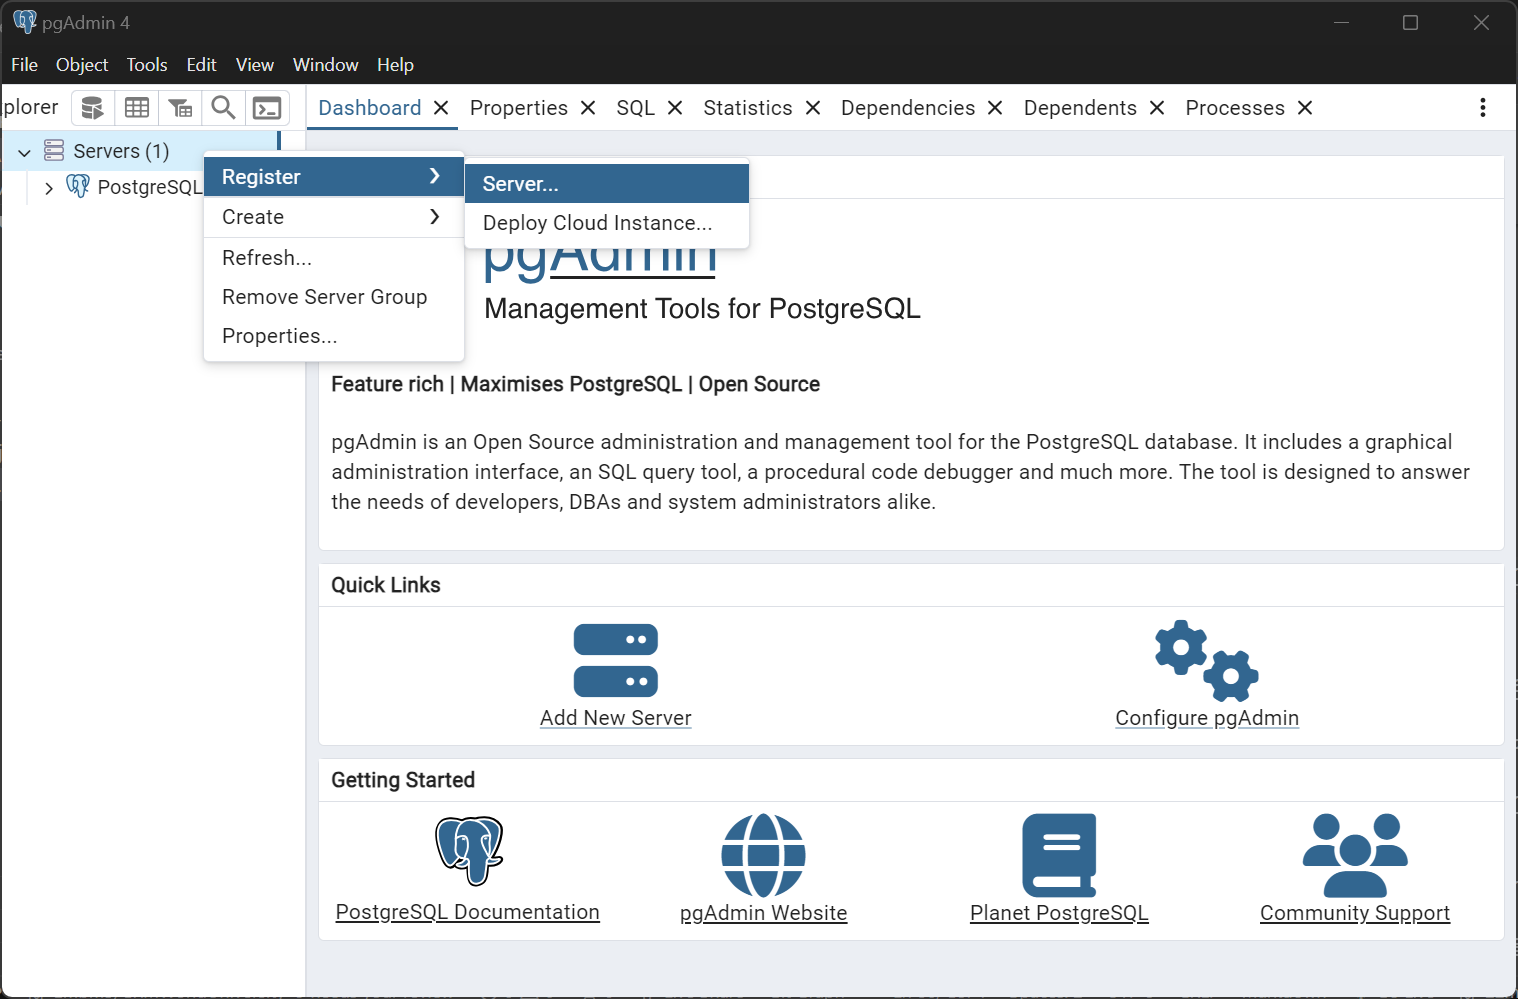 pgAdmin 4
File Object Tools Edit View Window Help
plorer
Dashboard Properties SQL Statistics Dependencies Dependents Processes
Servers (1)
PostgreSQL
Register
Create
Refresh...
Remove Server Group
Properties...
Server...
Deploy Cloud Instance...
pgAdmin
Management Tools for PostgreSQL
Feature rich | Maximises PostgreSQL | Open Source
pgAdmin is an Open Source administration and management tool for the PostgreSQL database. It includes a graphical
administration interface, an SQL query tool, a procedural code debugger and much more. The tool is designed to answer
the needs of developers, DBAs and system administrators alike.
Quick Links
Add New Server
Configure pgAdmin
Getting Started
PostgreSQL Documentation
pgAdmin Website
Planet PostgreSQL
Community Support